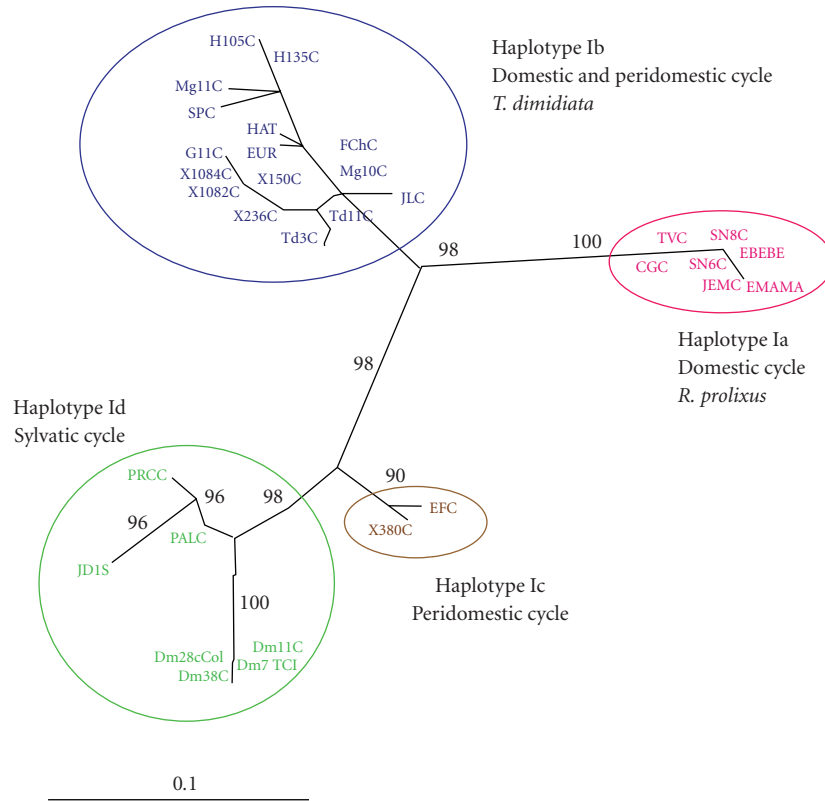 H105C
H135C
Mg11C
SPC
HAT
EUR
FChC
Mg10C
G11C
X1084C
X1082C
X150C
X236C
Td11C
Td3C
JLC
Haplotype Ib
Domestic and peridomestic cycle
T. dimidiata
98
100
TVC
SN8C
EBEBE
CGC
SN6C
JEMC
EMAMA
Haplotype Ia
Domestic cycle
R. prolixus
98
Haplotype Id
Sylvatic cycle
PRCC
96
96
98
PALC
JD1S
100
Dm28cCol
Dm11C
Dm7 TCI
Dm38C
90
EFC
X380C
Haplotype Ic
Peridomestic cycle
0.1